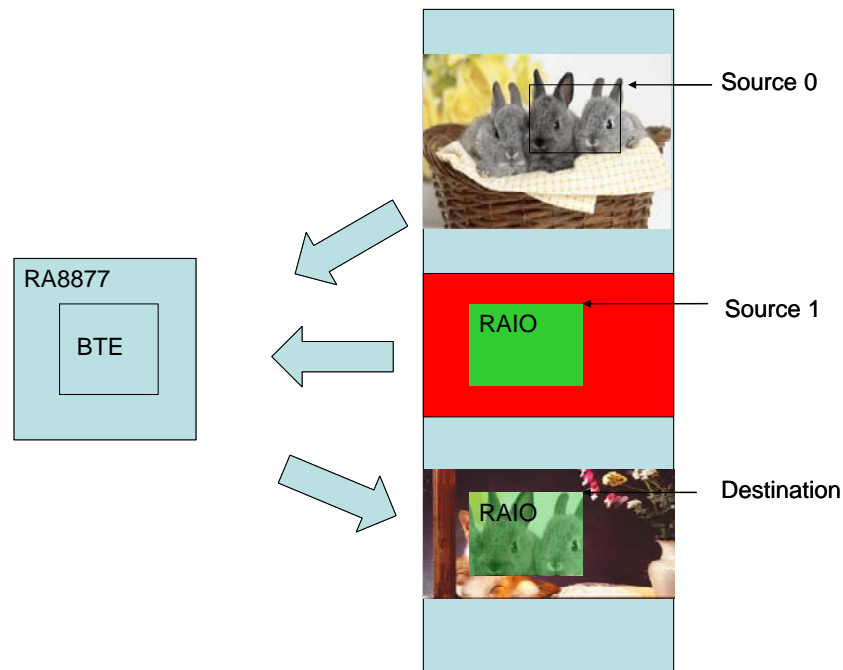 Source 0
RA8877
BTE
RAIO
Source 1
RAIO
Destination